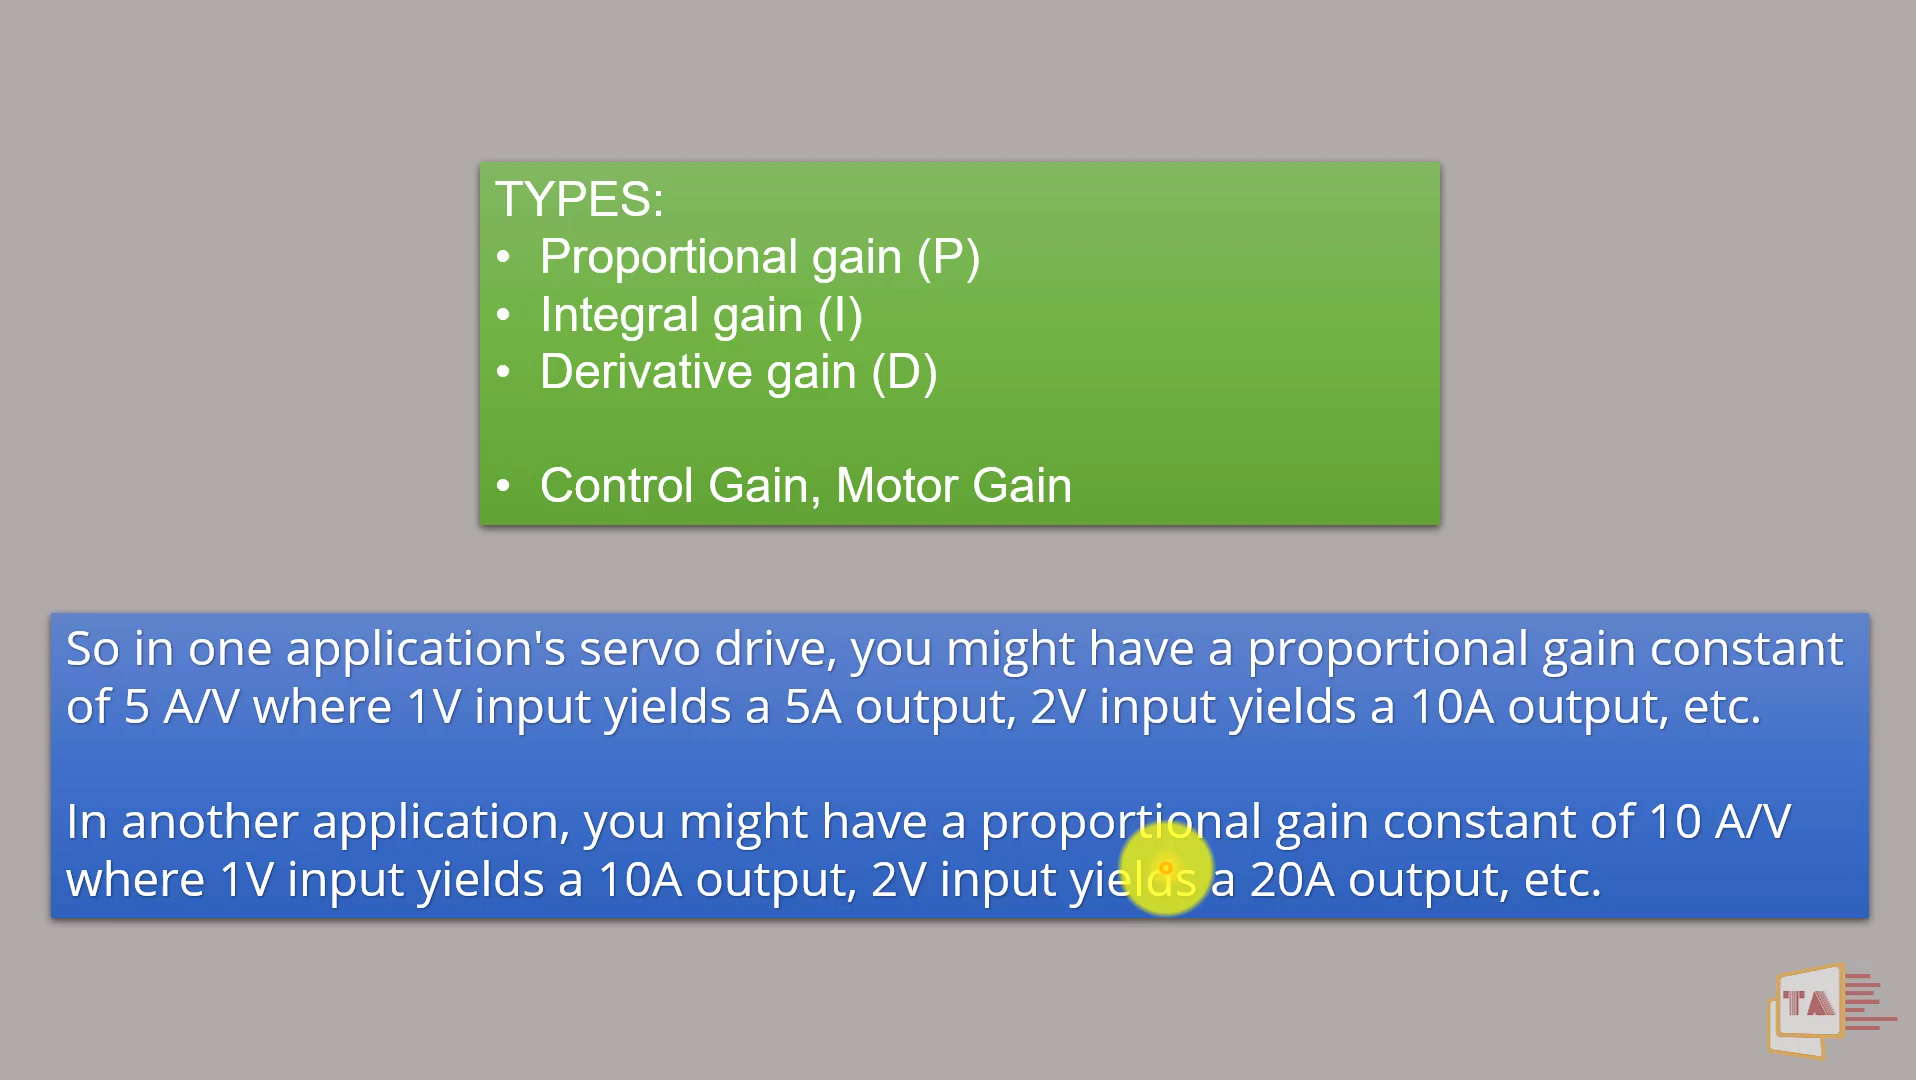 TYPES:
• Proportional gain (P)
• Integral gain (I)
• Derivative gain (D)
• Control Gain, Motor Gain
So in one application's servo drive, you might have a proportional gain constant
of 5 A/V where 1V input yields a 5A output, 2V input yields a 10A output, etc.
In another application, you might have a proportional gain constant of 10 A/V
where 1V input yields a 10A output, 2V input yields a 20A output, etc.
TA